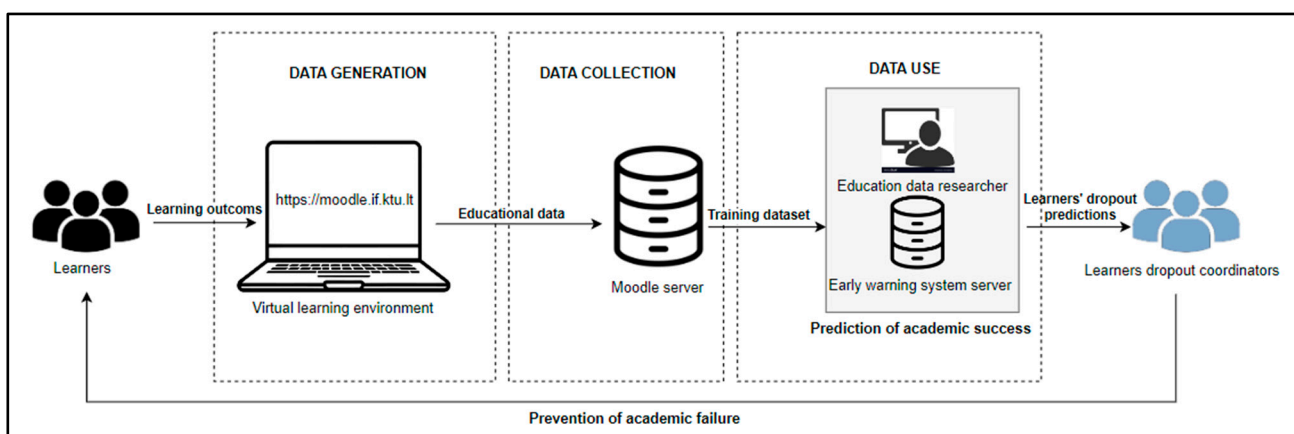 DATA GENERATION
DATA COLLECTION
DATA USE
https://moodle.if.ktu.lt
Learning outcoms
Educational data
Training dataset
Education data researcher
Learners' dropout
predictions
Learners
Virtual learning environment
Moodle server
Early warning system server
Learners dropout coordinators
Prediction of academic success
Prevention of academic failure